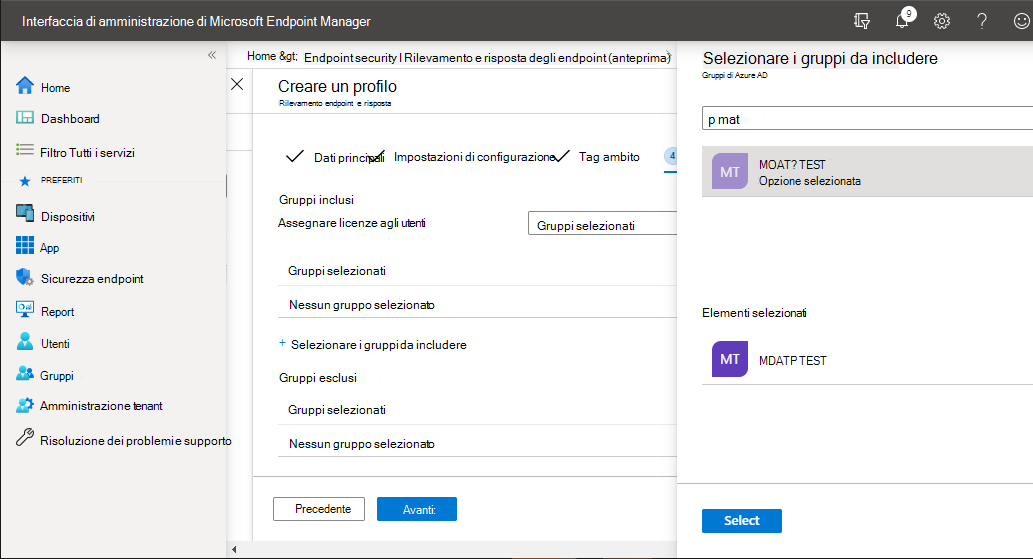 Interfaccia di amministrazione di Microsoft Endpoint Manager
9
Home
Dashboard
Filtro Tutti i servizi
PREFERITI
Dispositivi
App
Sicurezza endpoint
Report
Utenti
Gruppi
Amministrazione tenant
Risoluzione dei problemi e supporto
Home &gt; Endpoint security I Rilevamento e risposta degli endpoint (anteprima)
Creare un profilo
Rilevamento endpoint e risposta
Dati principali Impostazioni di configurazione Tag ambito 4
Gruppi inclusi
Assegnare licenze agli utenti Gruppi selezionati
Gruppi selezionati
Nessun gruppo selezionato
+ Selezionare i gruppi da includere
Gruppi esclusi
Gruppi selezionati
Nessun gruppo selezionato
Precedente Avanti:
Selezionare i gruppi da includere
Gruppi di Azure AD
p mat
MT MOAT? TEST
Opzione selezionata
Elementi selezionati
MT MDATP TEST
Select